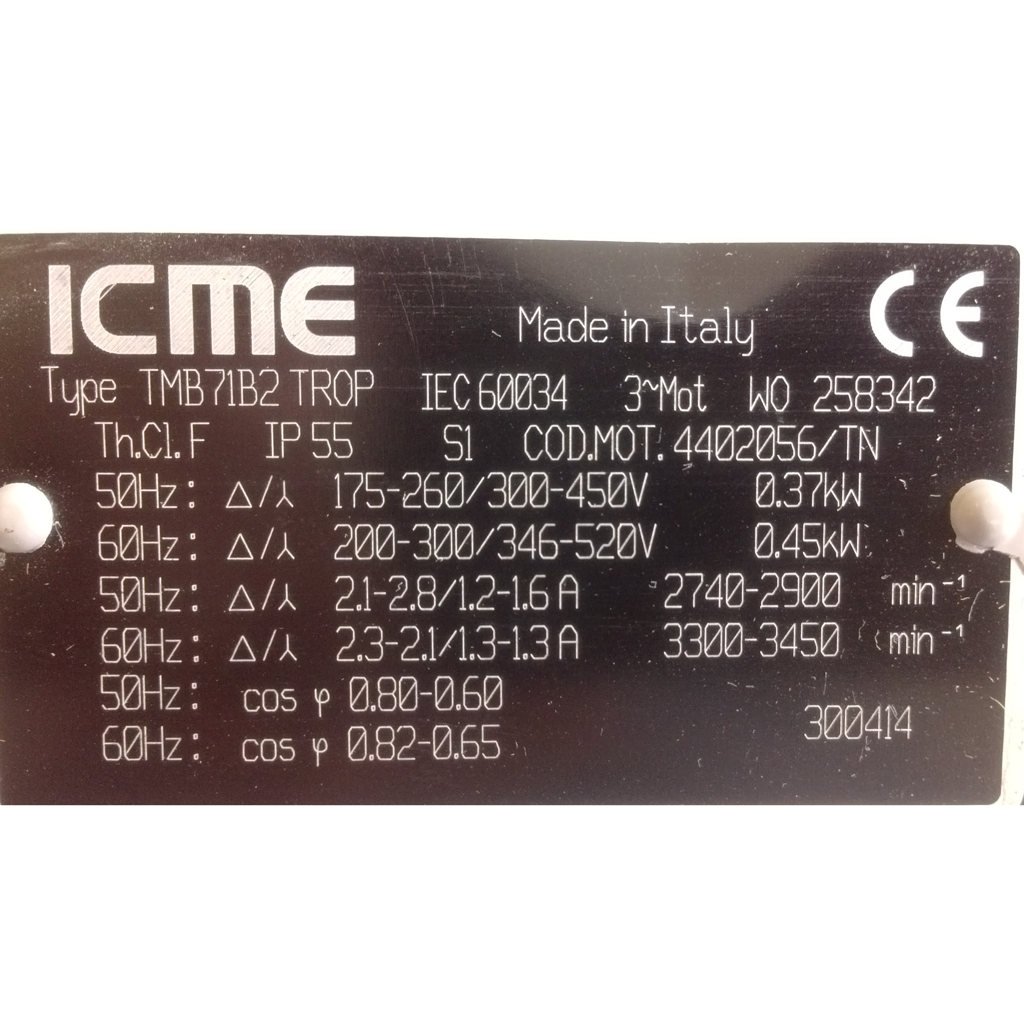 ICME Made in Italy CE
Type TMB71B2 TROP IEC 60034 3~Mot WO 258342
Th.Cl. F IP 55 S1 COD.MOT. 4402056/TN
50Hz: Δ/⅄ 175-260/300-450V 0.37kW
60Hz: Δ/⅄ 200-300/346-520V 0.45kW
50Hz: Δ/⅄ 2.1-2.8/1.2-1.6 A 2740-2900 min⁻¹
60Hz: Δ/⅄ 2.3-2.1/1.3-1.3 A 3300-3450 min⁻¹
50Hz: cos φ 0.80-0.60
60Hz: cos φ 0.82-0.65
300414